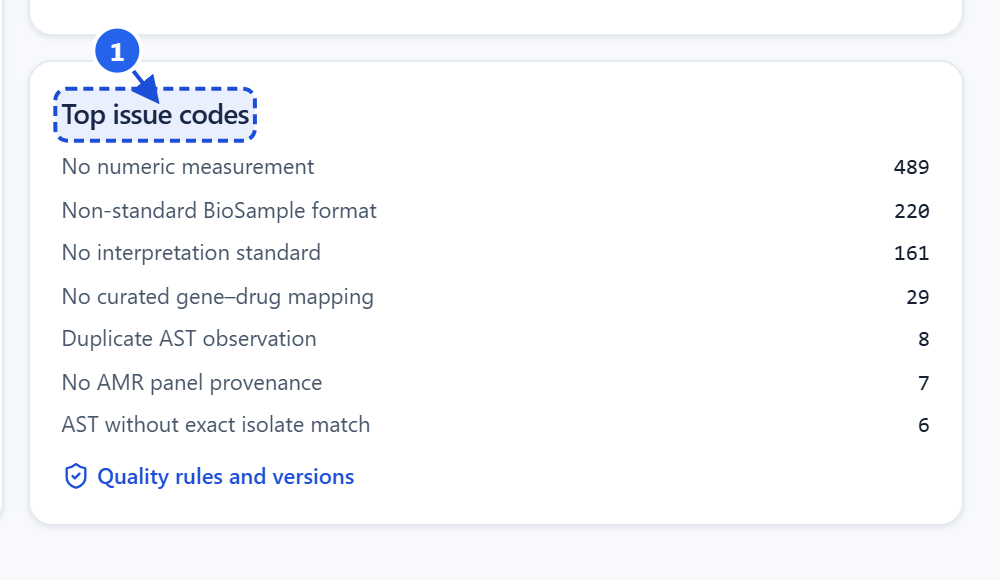 1
Top issue codes
No numeric measurement 489
Non-standard BioSample format 220
No interpretation standard 161
No curated gene–drug mapping 29
Duplicate AST observation 8
No AMR panel provenance 7
AST without exact isolate match 6
Quality rules and versions